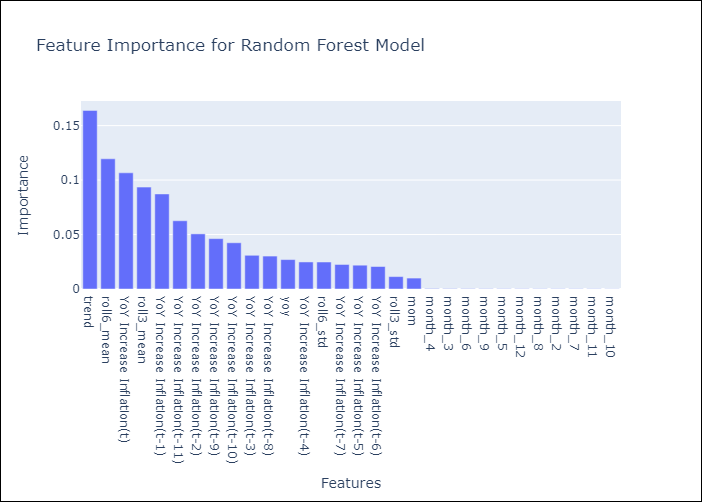 Feature Importance for Random Forest Model
Importance
0.15
0.1
0.05
0
trend
roll6_mean
YoY Increase Inflation(t)
roll3_mean
YoY Increase Inflation(t-1)
YoY Increase Inflation(t-11)
YoY Increase Inflation(t-2)
YoY Increase Inflation(t-9)
YoY Increase Inflation(t-10)
YoY Increase Inflation(t-3)
YoY Increase Inflation(t-8)
yoy
YoY Increase Inflation(t-4)
roll6_std
YoY Increase Inflation(t-7)
YoY Increase Inflation(t-5)
YoY Increase Inflation(t-6)
roll3_std
mom
month_4
month_3
month_6
month_9
month_5
month_12
month_8
month_2
month_7
month_11
month_10
Features